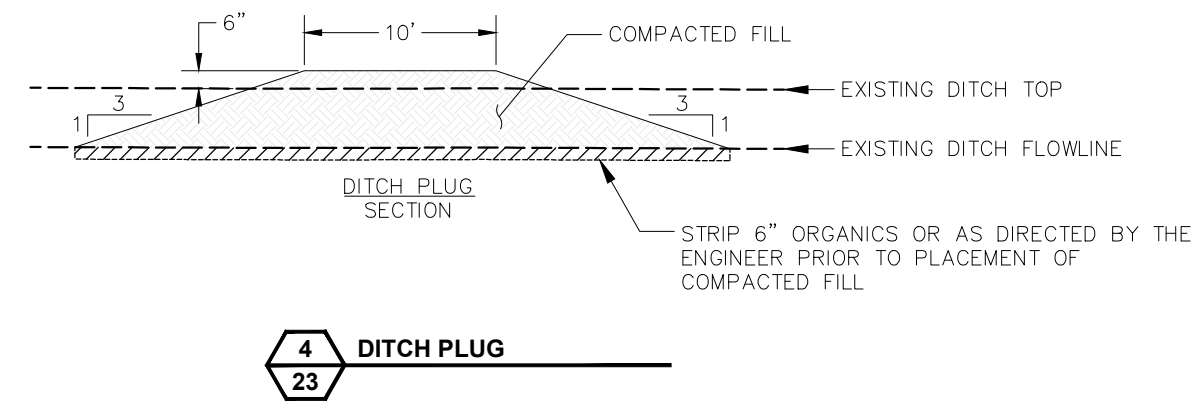 6”
10'
COMPACTED FILL
EXISTING DITCH TOP
3
1
3
1
EXISTING DITCH FLOWLINE
DITCH PLUG
SECTION
STRIP 6” ORGANICS OR AS DIRECTED BY THE
ENGINEER PRIOR TO PLACEMENT OF
COMPACTED FILL
4
DITCH PLUG
23